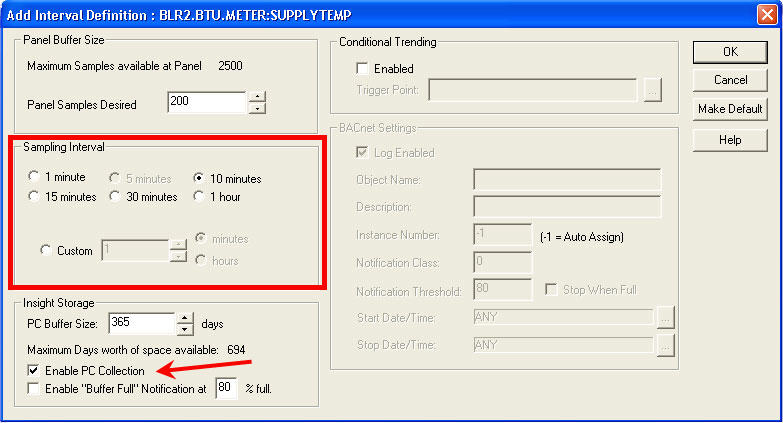 Add Interval Definition : BLR2.BTU.METER:SUPPLYTEMP
Panel Buffer Size
Maximum Samples available at Panel 2500
Panel Samples Desired 200
Sampling Interval
1 minute 5 minutes 10 minutes
15 minutes 30 minutes 1 hour
Custom 1 minutes
hours
Insight Storage
PC Buffer Size: 365 days
Maximum Days worth of space available: 694
Enable PC Collection
Enable "Buffer Full" Notification at 80 % full.
Conditional Trending
Enabled
Trigger Point: ...
BACnet Settings
Log Enabled
Object Name:
Description:
Instance Number: -1 (-1 = Auto Assign)
Notification Class: 0
Notification Threshold: 80 Stop When Full
Start Date/Time: ANY ...
Stop Date/Time: ANY ...
OK
Cancel
Make Default
Help